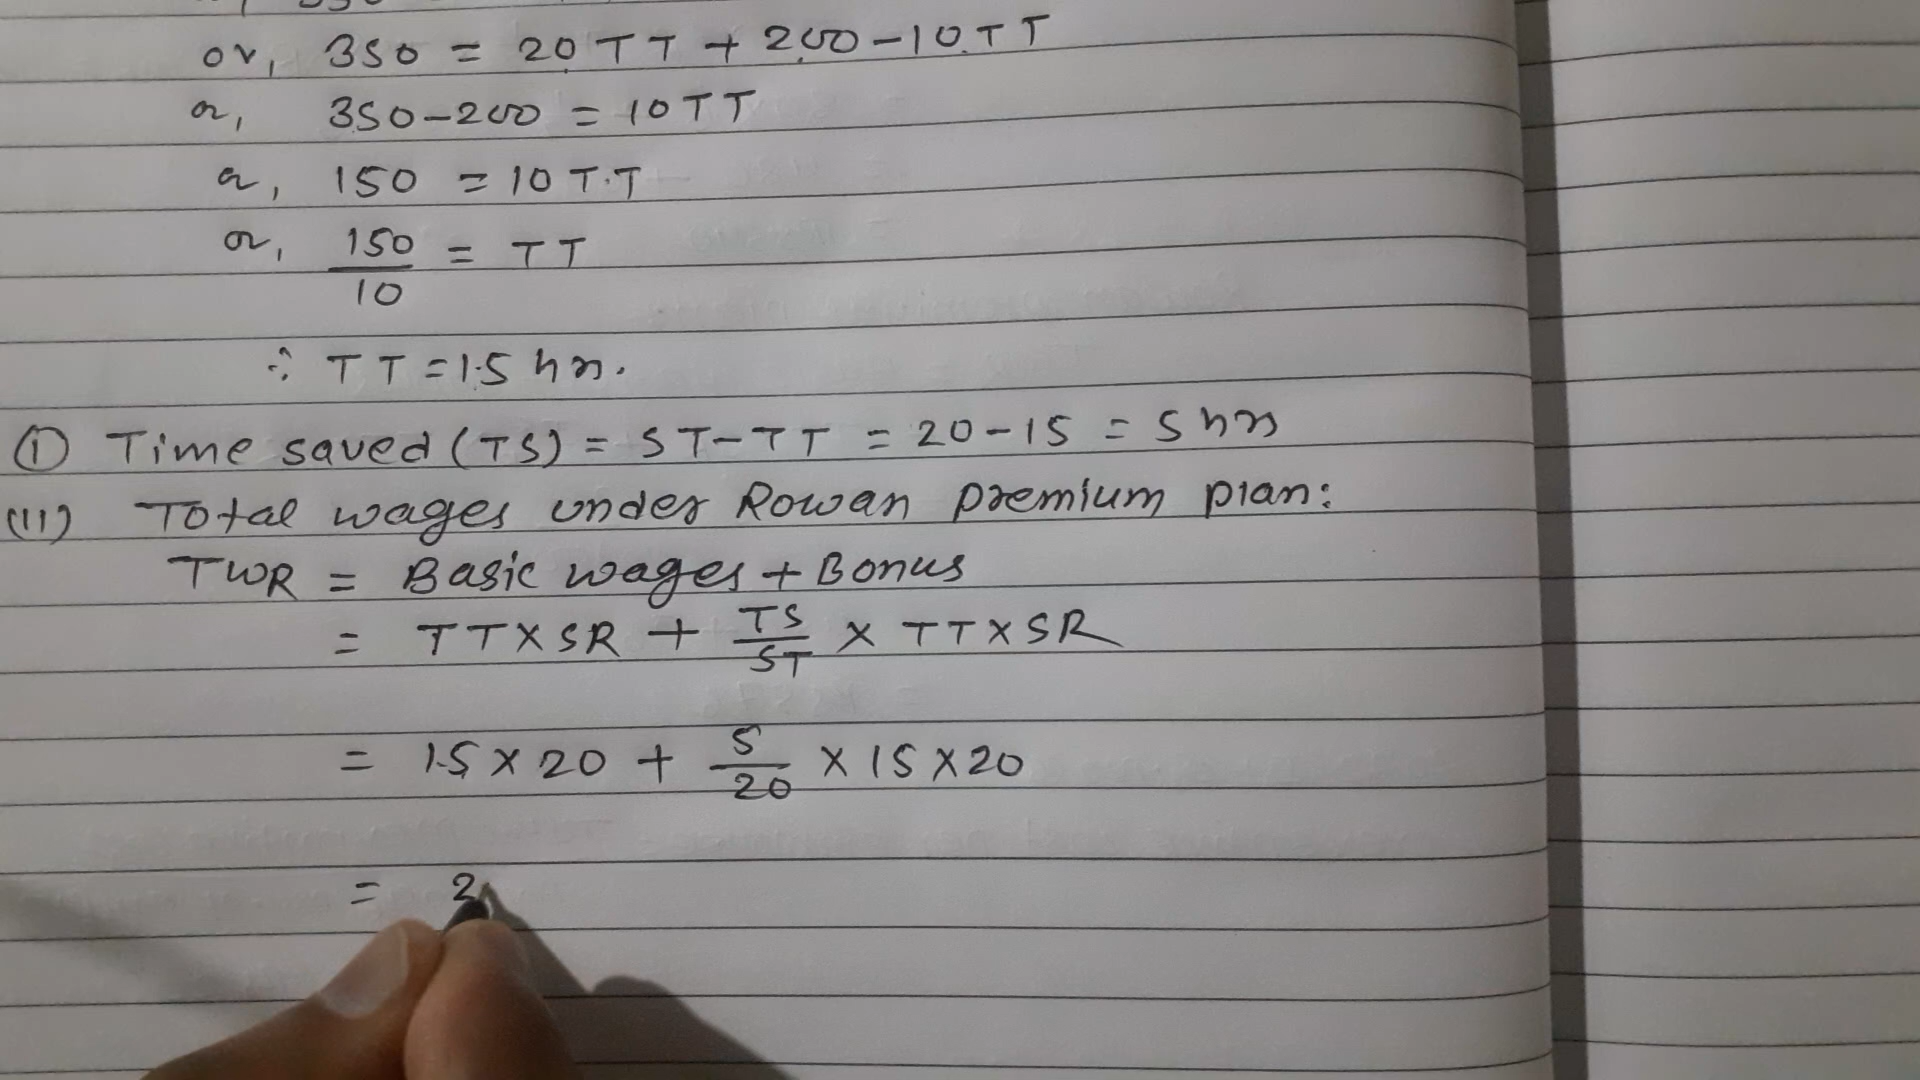 or, 350 = 20 TT + 200 - 10 TT
or, 350 - 200 = 10 TT
or, 150 = 10 T.T
or, 150/10 = TT
∴ TT = 15 hrs.
(i) Time saved (TS) = ST - TT = 20 - 15 = 5 hrs
(ii) Total wages under Rowan premium plan:
TWR = Basic wages + Bonus
= TT X SR + TS/ST X TT X SR
= 15 X 20 + 5/20 X 15 X 20
=